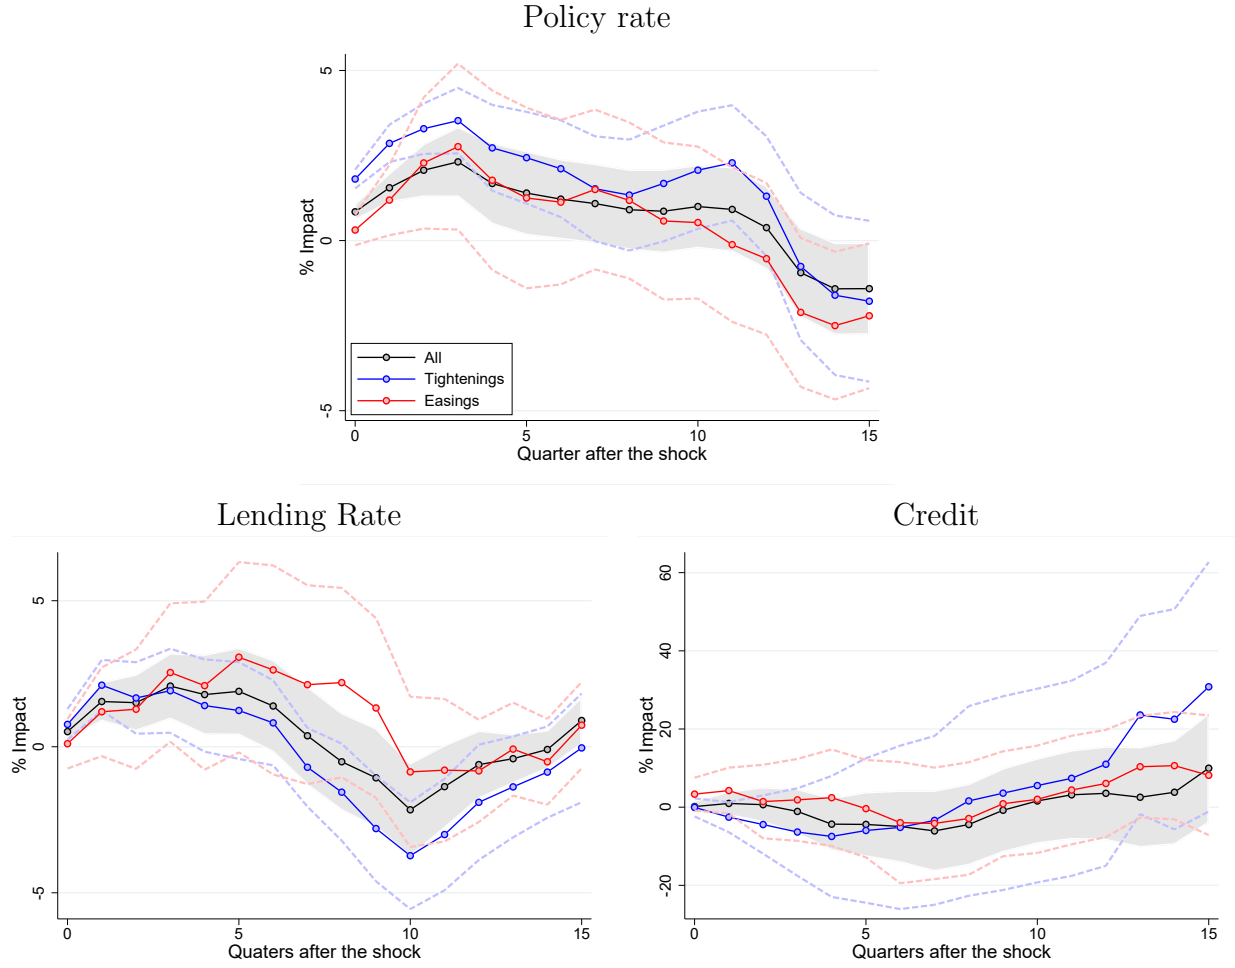 Policy rate
% Impact
5
0
-5
All
Tightenings
Easings
0 5 10 15
Quarter after the shock
Lending Rate
% Impact
5
0
-5
0 5 10 15
Quaters after the shock
Credit
% Impact
60
40
20
0
-20
0 5 10 15
Quarters after the shock